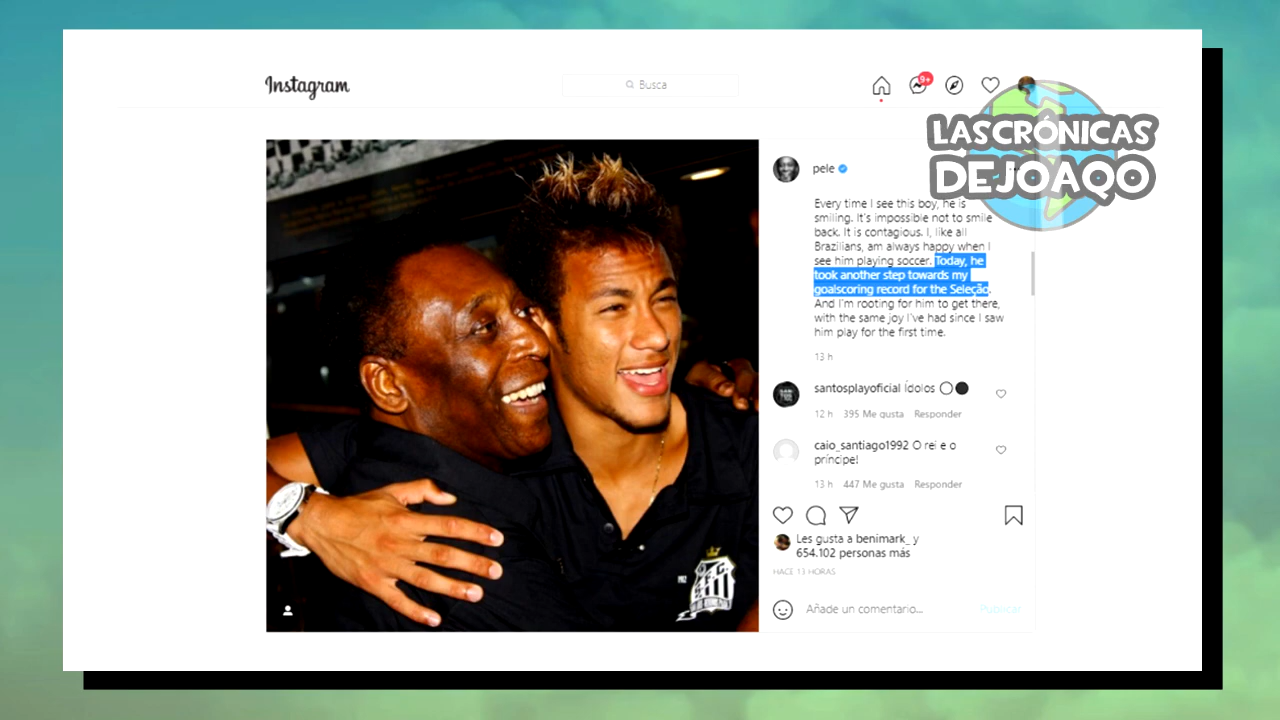 Instagram
Busca
9+
LASCRÓNICAS
DEJOAQO
pele
Every time I see this boy, he is
smiling. It's impossible not to smile
back. It is contagious. I, like all
Brazilians, am always happy when I
see him playing soccer. Today, he
took another step towards my
goalscoring record for the Seleção.
And I'm rooting for him to get there,
with the same joy I've had since I saw
him play for the first time.
13 h
santosplayoficial Ídolos
12 h 395 Me gusta Responder
caio_santiago1992 O rei e o
príncipe!
13 h 447 Me gusta Responder
Les gusta a benimark_ y
654.102 personas más
HACE 13 HORAS
Añade un comentario...
Publicar